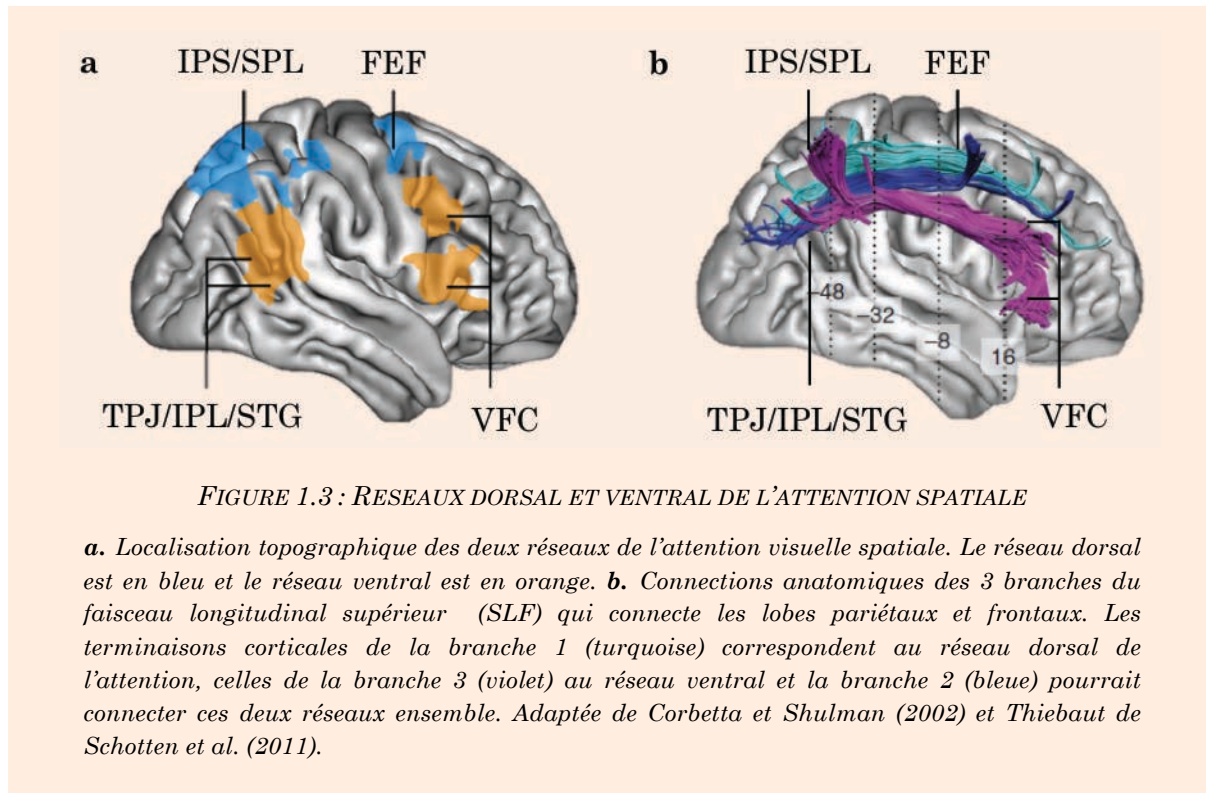 a IPS/SPL FEF b IPS/SPL FEF
-48
-32
-8
16
TPJ/IPL/STG VFC TPJ/IPL/STG VFC
FIGURE 1.3 : RESEAUX DORSAL ET VENTRAL DE L'ATTENTION SPATIALE
a. Localisation topographique des deux réseaux de l'attention visuelle spatiale. Le réseau dorsal
est en bleu et le réseau ventral est en orange. b. Connections anatomiques des 3 branches du
faisceau longitudinal supérieur (SLF) qui connecte les lobes pariétaux et frontaux. Les
terminaisons corticales de la branche 1 (turquoise) correspondent au réseau dorsal de
l'attention, celles de la branche 3 (violet) au réseau ventral et la branche 2 (bleue) pourrait
connecter ces deux réseaux ensemble. Adaptée de Corbetta et Shulman (2002) et Thiebaut de
Schotten et al. (2011).